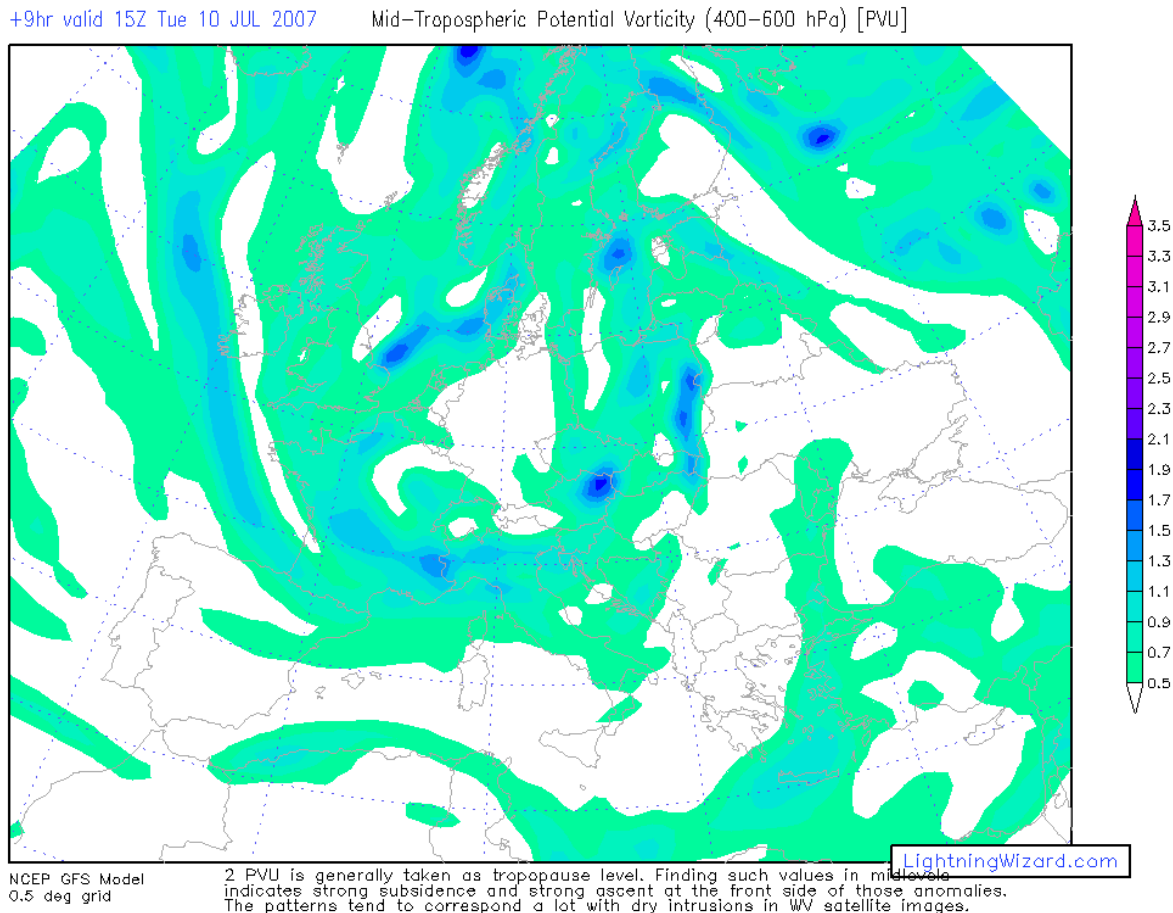 +9hr valid 15Z Tue 10 JUL 2007 Mid-Tropospheric Potential Vorticity (400-600 hPa) [PVU]
3.5
3.3
3.1
2.9
2.7
2.5
2.3
2.1
1.9
1.7
1.5
1.3
1.1
0.9
0.7
0.5
LightningWizard.com
NCEP GFS Model
0.5 deg grid
2 PVU is generally taken as tropopause level. Finding such values in midlevels
indicates strong subsidence and strong ascent at the front side of those anomalies.
The patterns tend to correspond a lot with dry intrusions in WV satellite images.